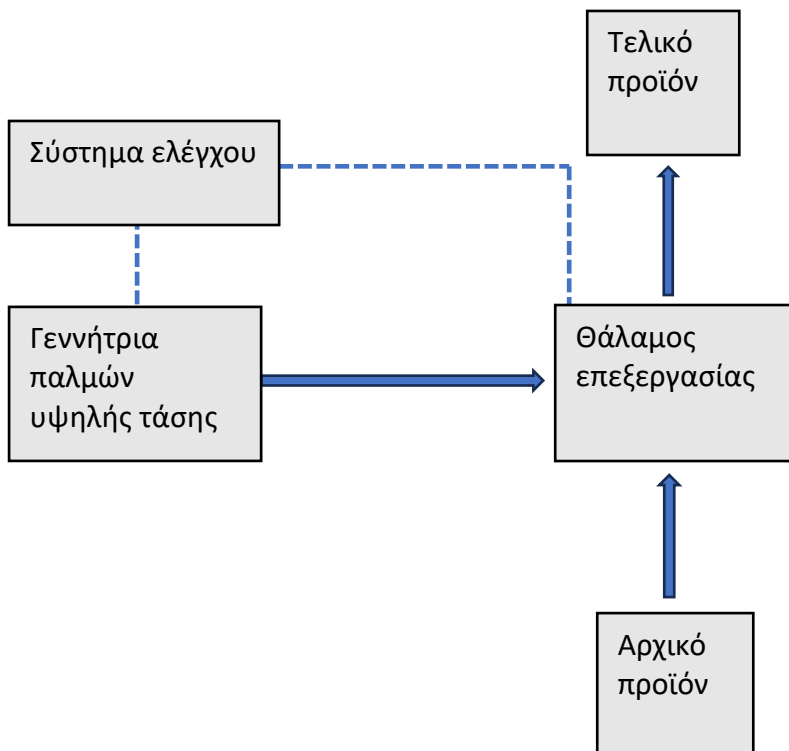 Τελικό
προϊόν
Σύστημα ελέγχου
Γεννήτρια
παλμών
υψηλής τάσης
Θάλαμος
επεξεργασίας
Αρχικό
προϊόν